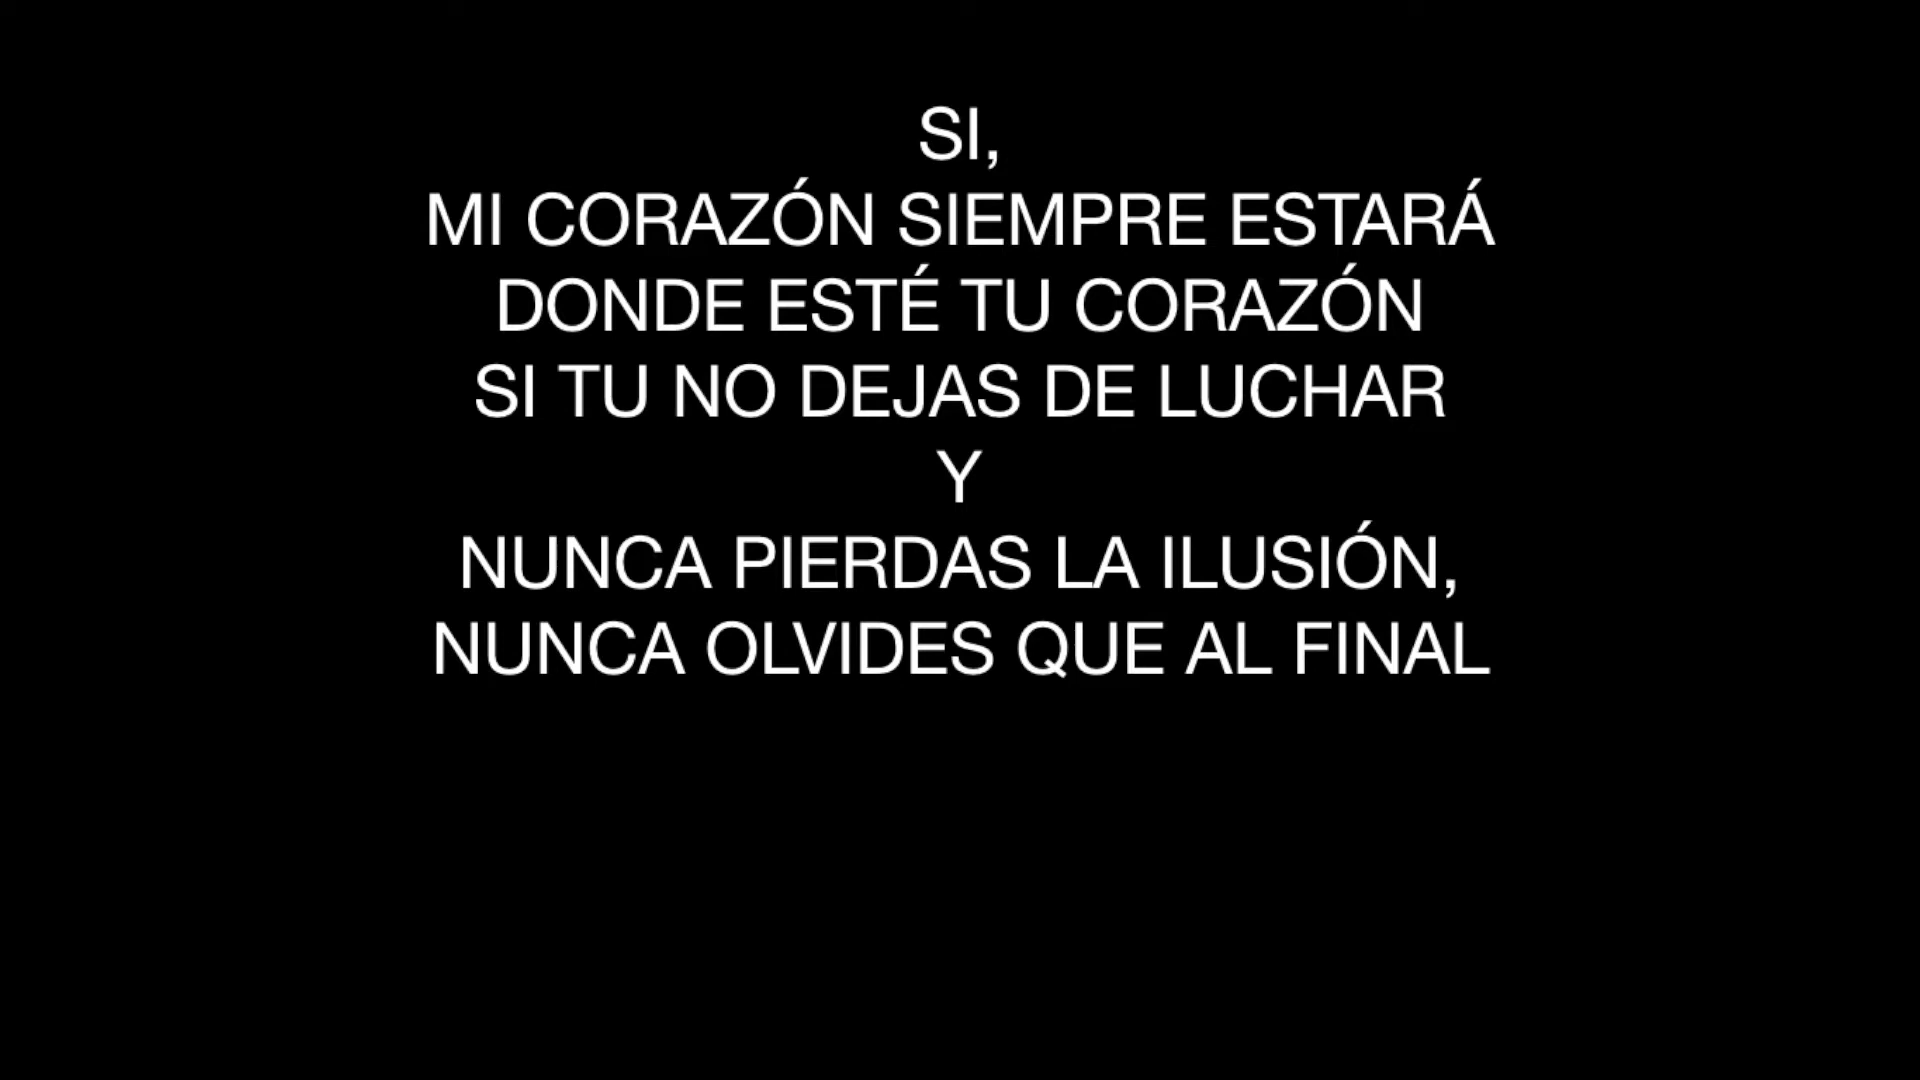 SI,
MI CORAZÓN SIEMPRE ESTARÁ
DONDE ESTÉ TU CORAZÓN
SI TU NO DEJAS DE LUCHAR
Y
NUNCA PIERDAS LA ILUSIÓN,
NUNCA OLVIDES QUE AL FINAL